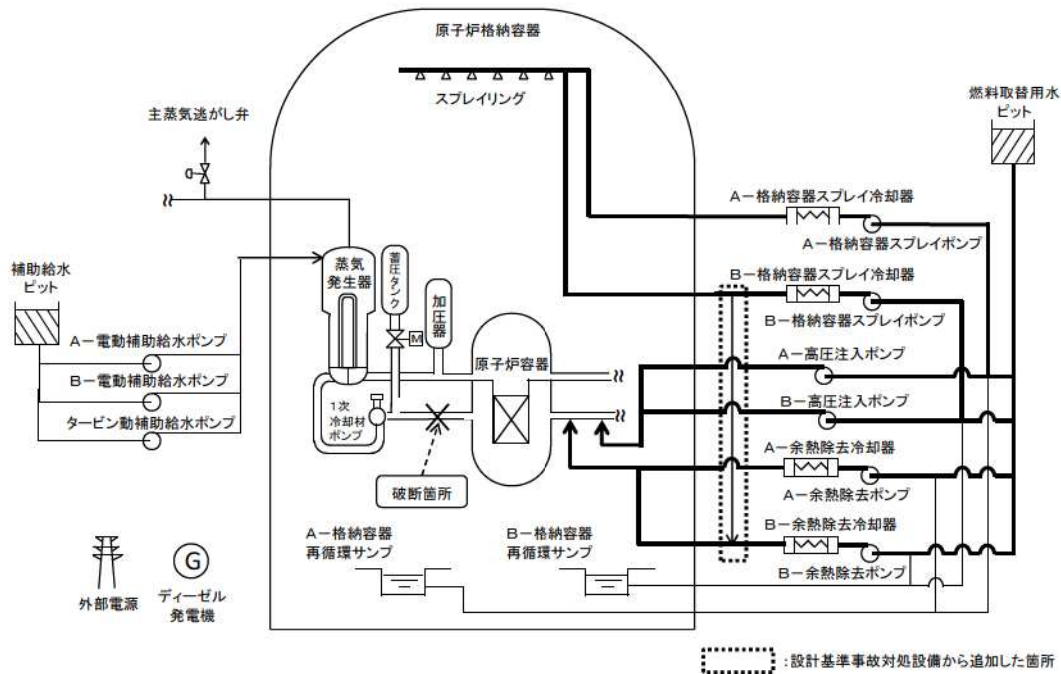 原子炉格納容器
スプレイリング
燃料取替用水
ピット
主蒸気逃がし弁
A－格納容器スプレイ冷却器
A－格納容器スプレイポンプ
補助給水
ピット
蒸気
発生器
蓄圧タンク
加圧器
M
B－格納容器スプレイ冷却器
B－格納容器スプレイポンプ
A－電動補助給水ポンプ
B－電動補助給水ポンプ
タービン動補助給水ポンプ
原子炉容器
A－高圧注入ポンプ
B－高圧注入ポンプ
1次
冷却材
ポンプ
A－余熱除去冷却器
A－余熱除去ポンプ
破断箇所
B－余熱除去冷却器
B－余熱除去ポンプ
A－格納容器
再循環サンプ
B－格納容器
再循環サンプ
外部電源
G
ディーゼル
発電機
：設計基準事故対処設備から追加した箇所